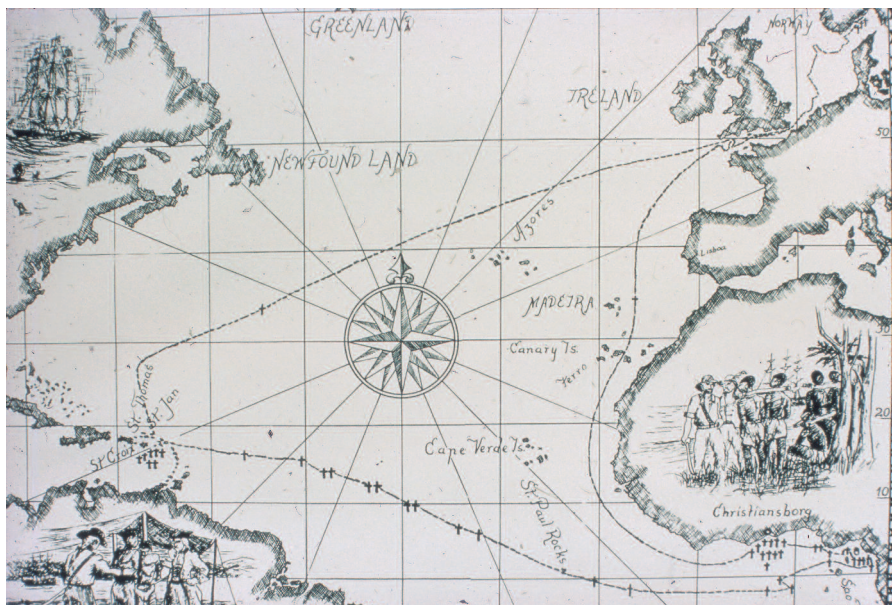 GREENLAND
NORWAY
IRELAND
50
NEWFOUND LAND
Azores
Lisboa
MADEIRA
30
Canary Is.
Ferro
St. Thomas
St. Jan
20
St Croix
Cape Verde Is.
10
St. Paul Rocks
Christiansborg